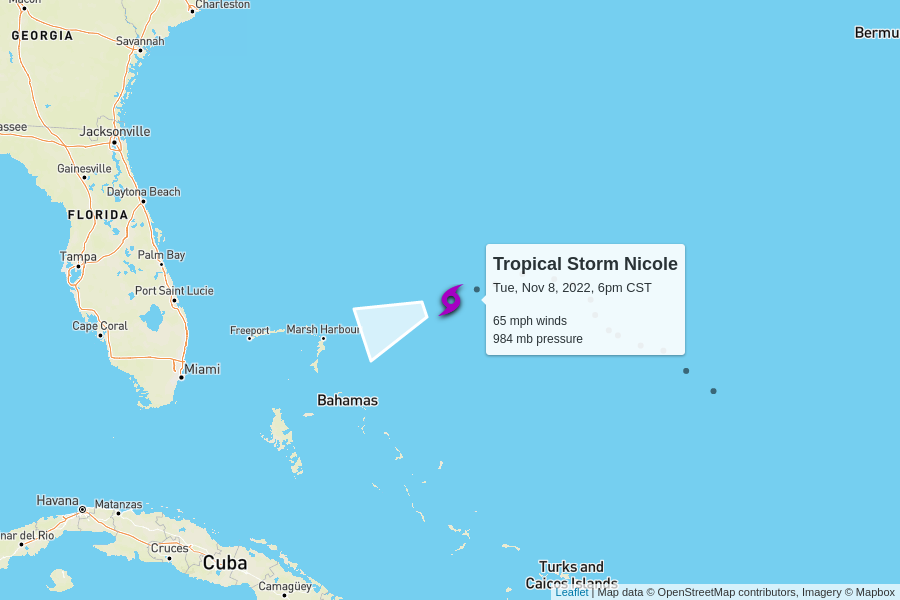 Charleston
GEORGIA
Savannah
Jacksonville
Gainesville
Daytona Beach
FLORIDA
Tampa
Palm Bay
Port Saint Lucie
Cape Coral
Freeport
Marsh Harbour
Miami
Bahamas
Tropical Storm Nicole
Tue, Nov 8, 2022, 6pm CST
65 mph winds
984 mb pressure
Havana
Matanzas
nar del Rio
Cruces
Cuba
Camagüey
Turks and
Caicos Islands
Bermu
assee
Leaflet | Map data © OpenStreetMap contributors, Imagery © Mapbox